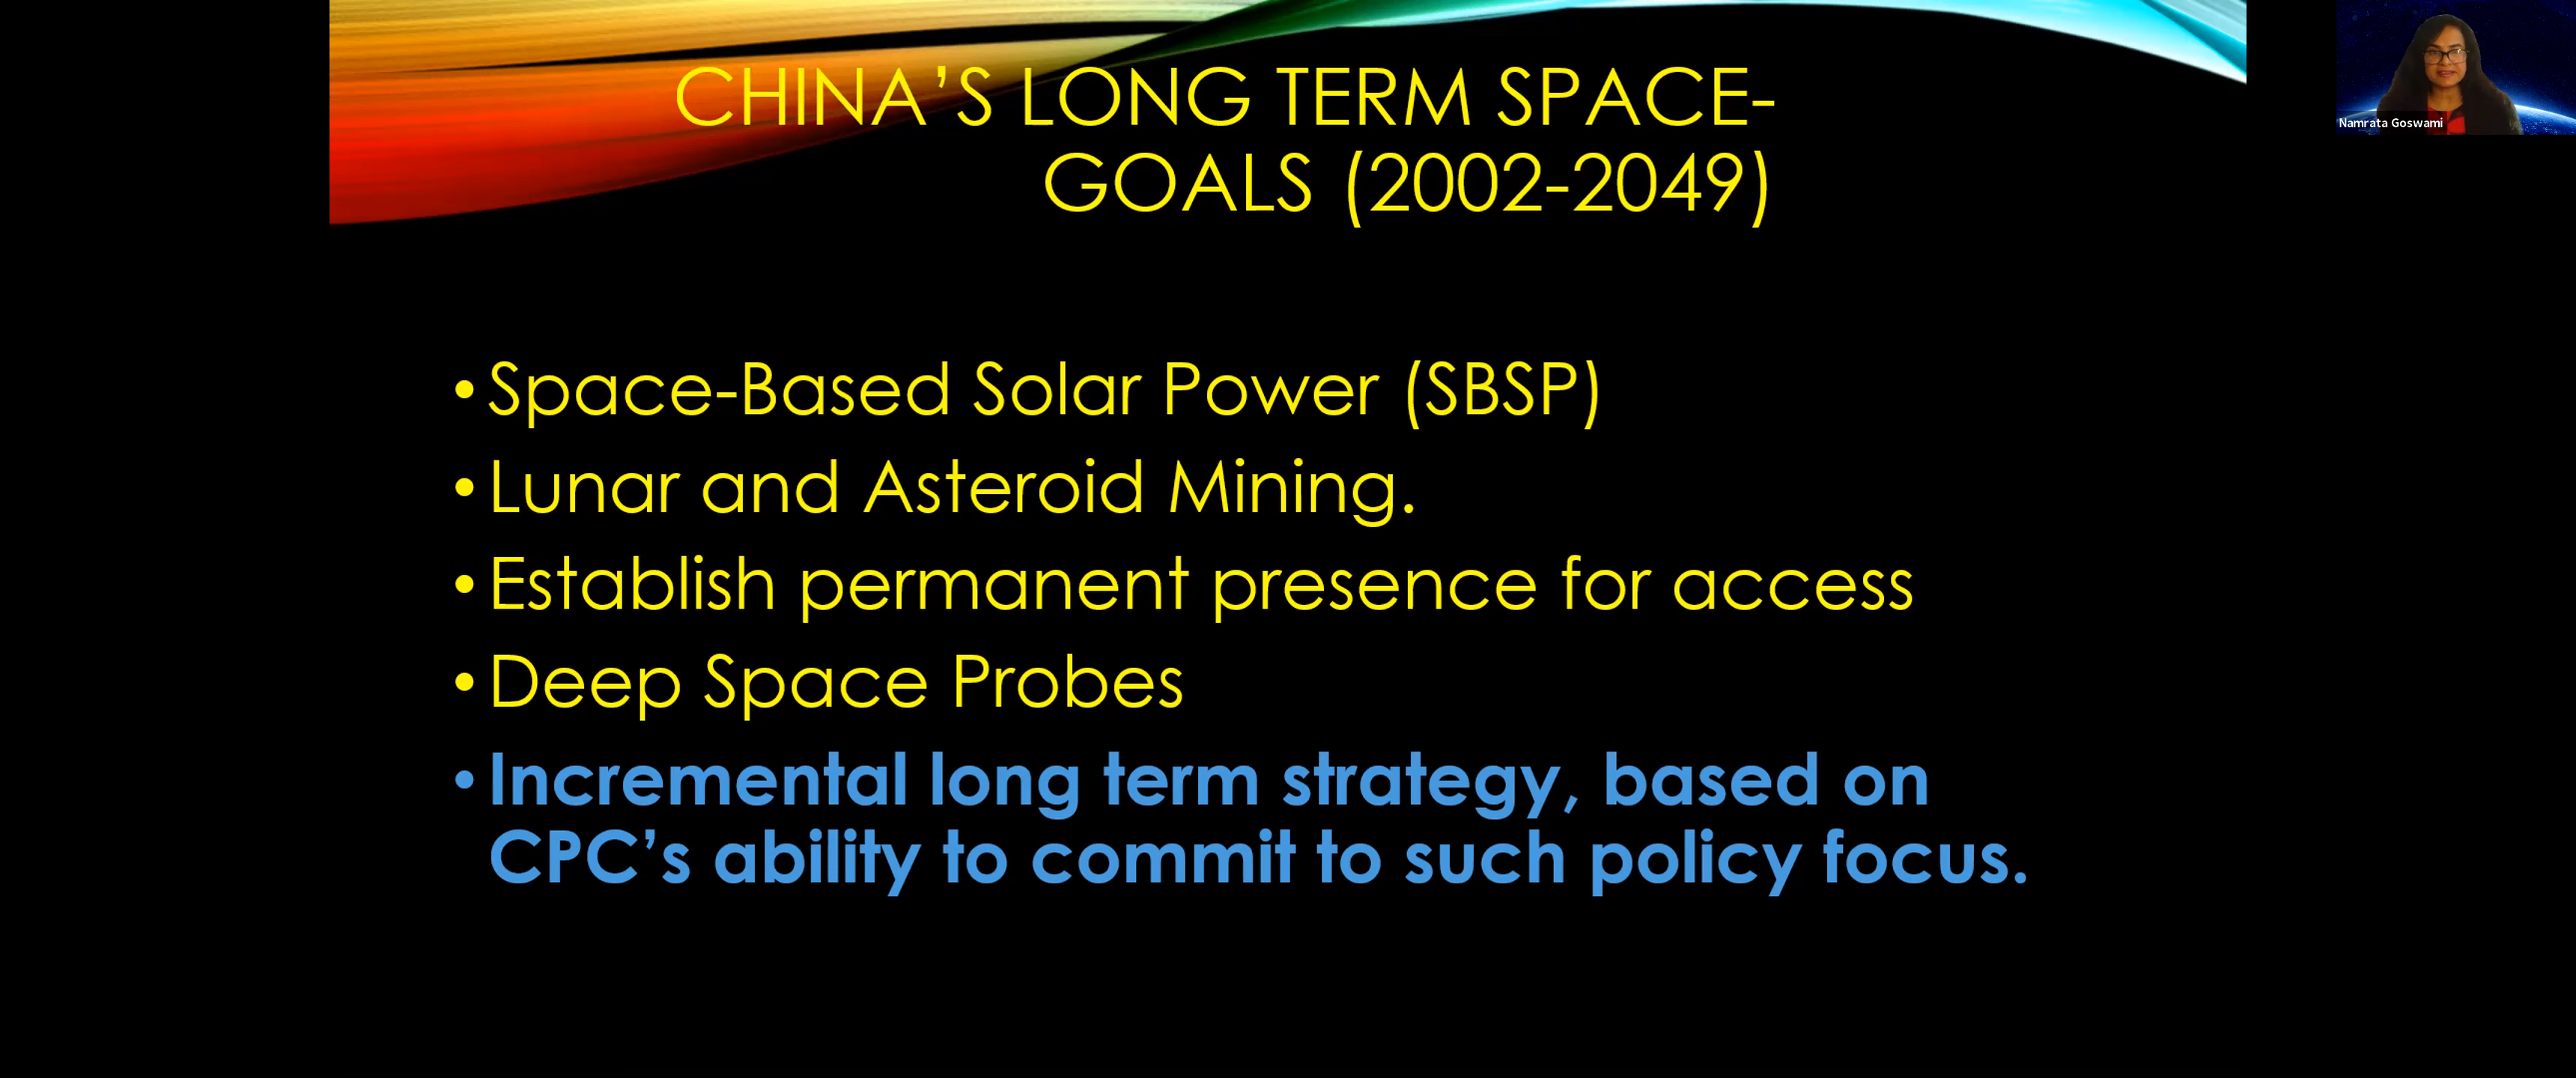 CHINA’S LONG TERM SPACE-
GOALS (2002-2049)
Namrata Goswami
•Space-Based Solar Power (SBSP)
•Lunar and Asteroid Mining.
•Establish permanent presence for access
•Deep Space Probes
•Incremental long term strategy, based on
CPC’s ability to commit to such policy focus.